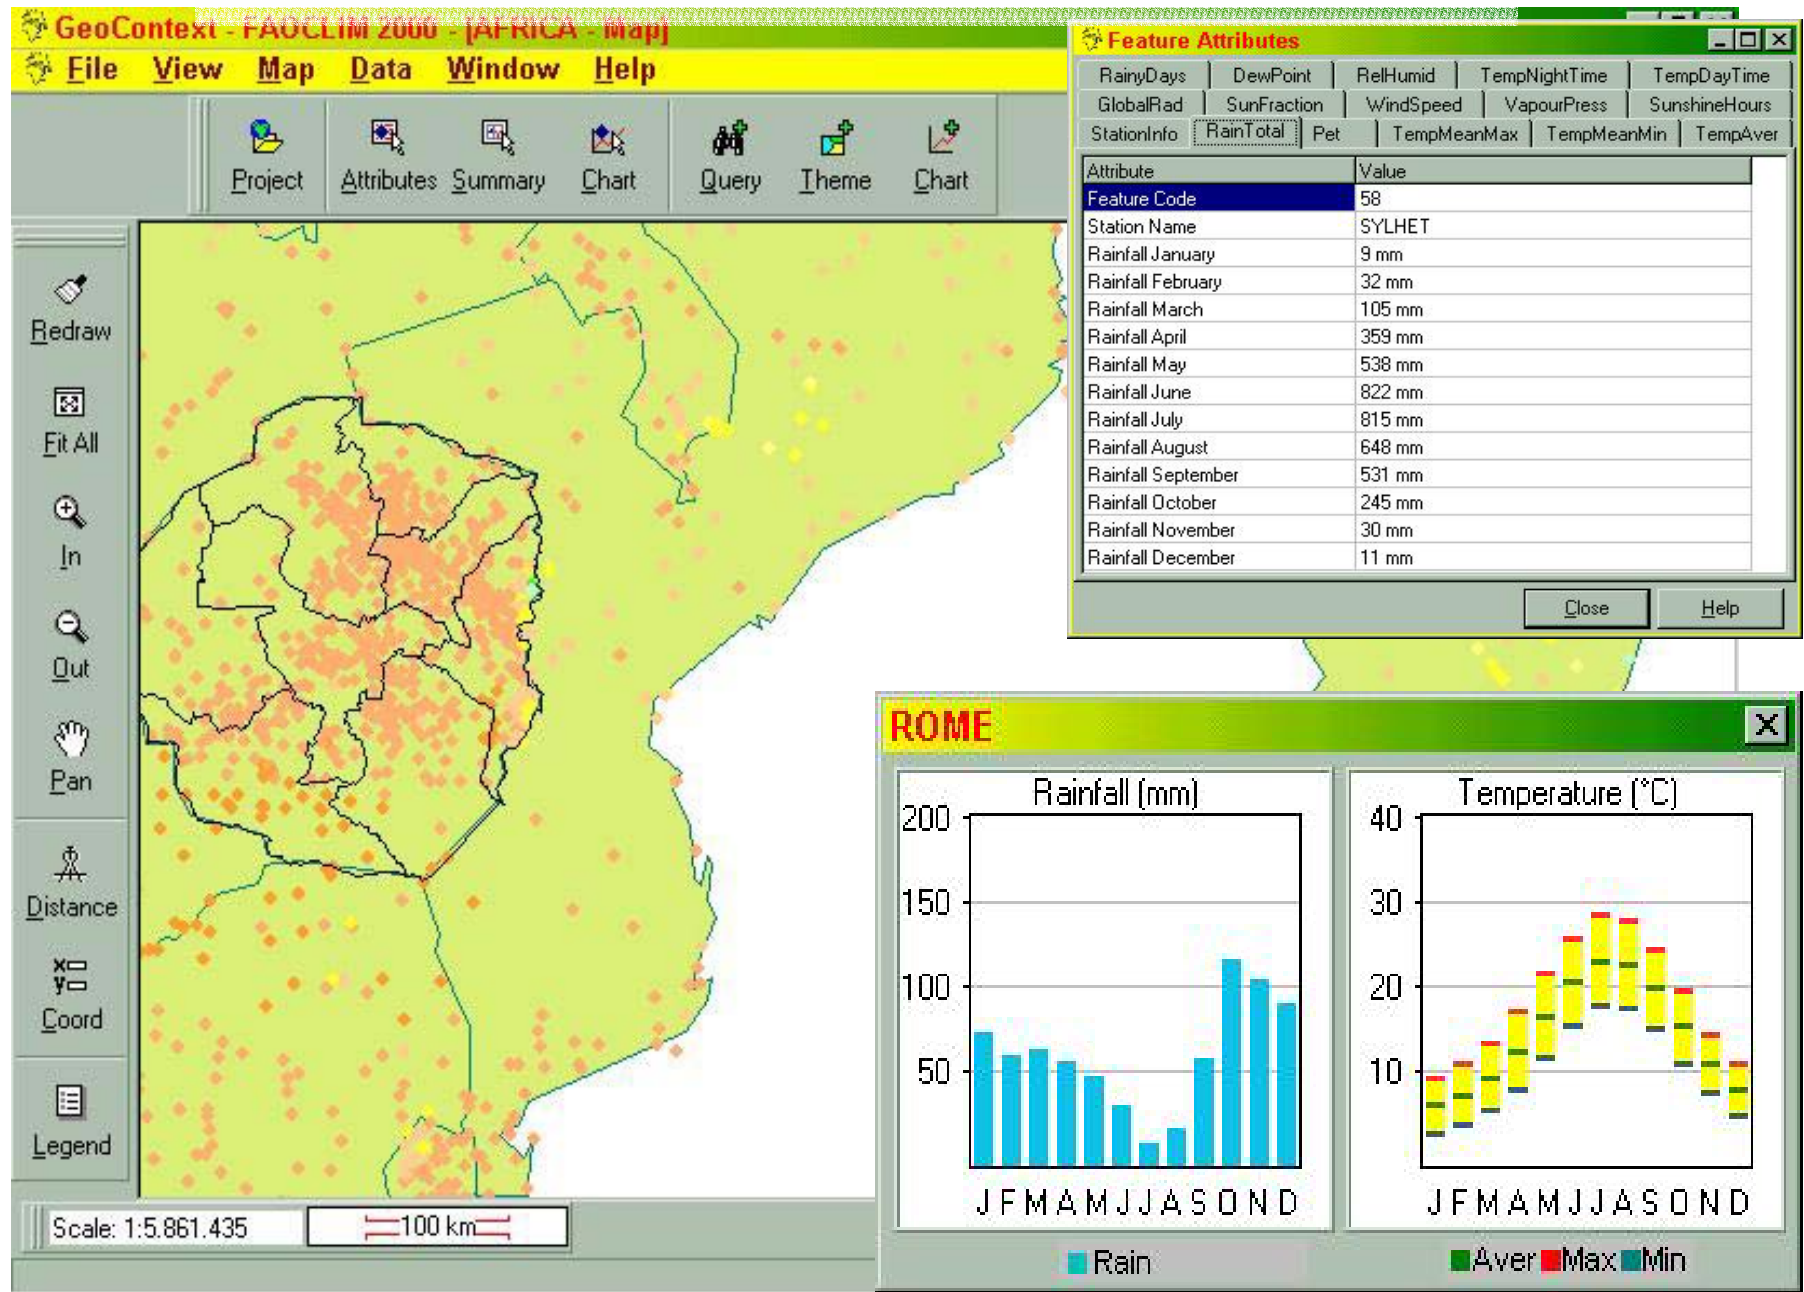 GeoContext - FAOCLIM 2000 - [AFRICA - Map]
File View Map Data Window Help
Project Attributes Summary Chart Query Theme Chart
Redraw
Fit All
In
Out
Pan
Distance
x
y
Coord
Legend
Scale: 1:5.861.435
100 km
Feature Attributes
RainyDays DewPoint RelHumid TempNightTime TempDayTime
GlobalRad SunFraction WindSpeed VapourPress SunshineHours
StationInfo RainTotal Pet TempMeanMax TempMeanMin TempAver
Attribute Value
Feature Code 58
Station Name SYLHET
Rainfall January 9 mm
Rainfall February 32 mm
Rainfall March 105 mm
Rainfall April 359 mm
Rainfall May 538 mm
Rainfall June 822 mm
Rainfall July 815 mm
Rainfall August 648 mm
Rainfall September 531 mm
Rainfall October 245 mm
Rainfall November 30 mm
Rainfall December 11 mm
Close Help
ROME
Rainfall (mm)
200
150
100
50
J F M A M J J A S O N D
Rain
Temperature (°C)
40
30
20
10
J F M A M J J A S O N D
Aver Max Min